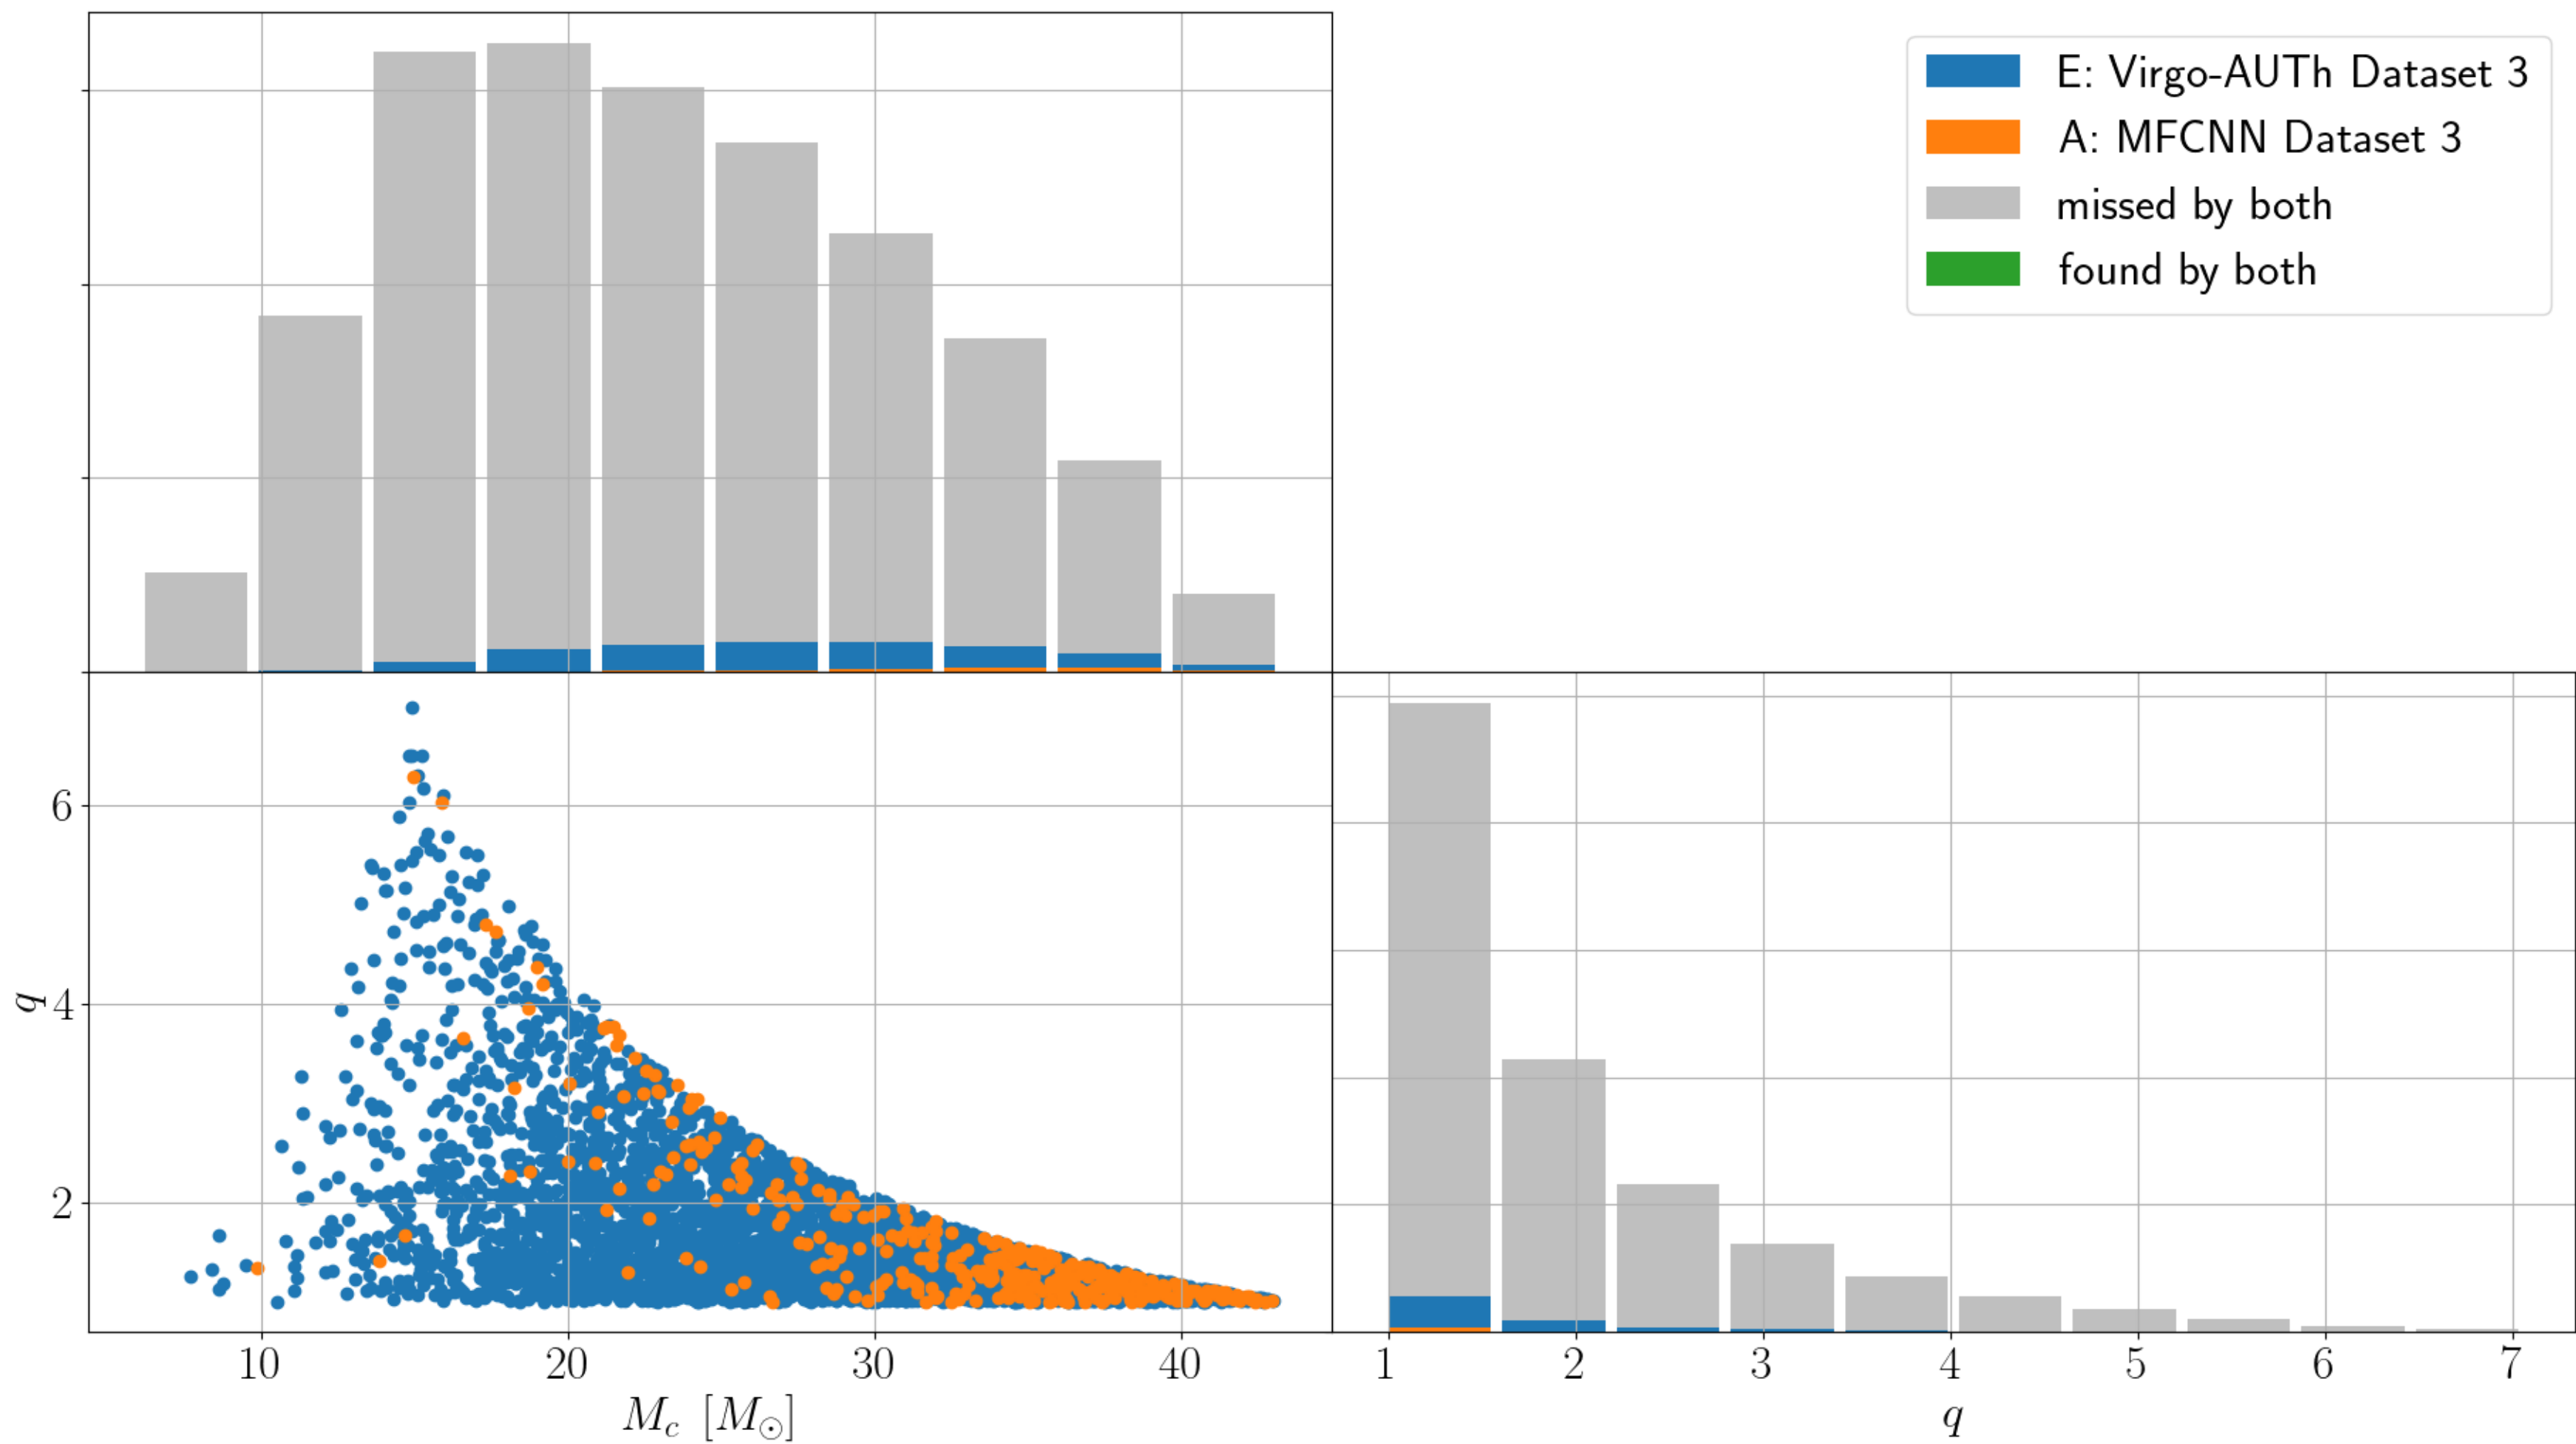 E: Virgo-AUTh Dataset 3
A: MFCNN Dataset 3
missed by both
found by both
6
4
2
q
10 20 30 40
M_c [M_⊙]
1 2 3 4 5 6 7
q